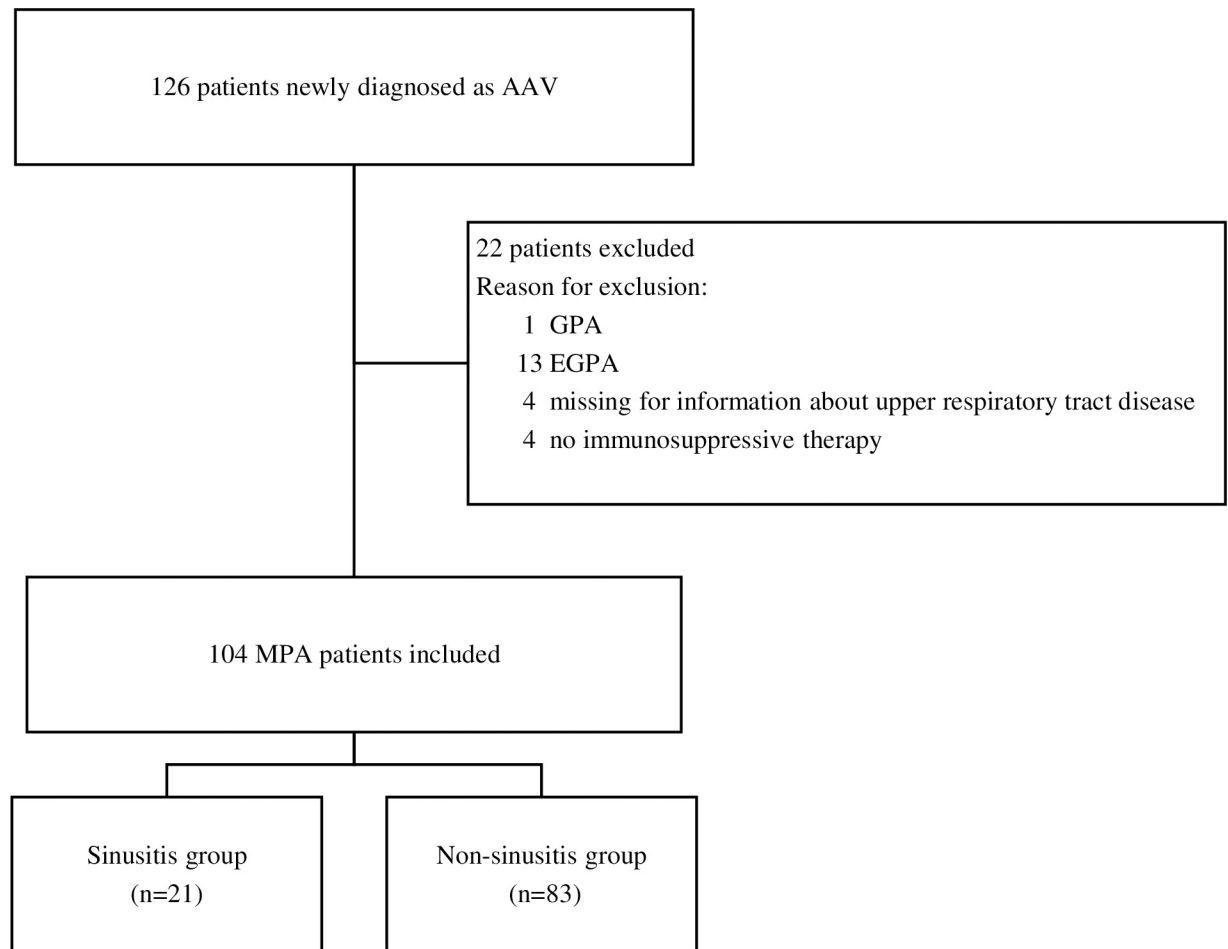 126 patients newly diagnosed as AAV
22 patients excluded
Reason for exclusion:
1 GPA
13 EGPA
4 missing for information about upper respiratory tract disease
4 no immunosuppressive therapy
104 MPA patients included
Sinusitis group
(n=21)
Non-sinusitis group
(n=83)